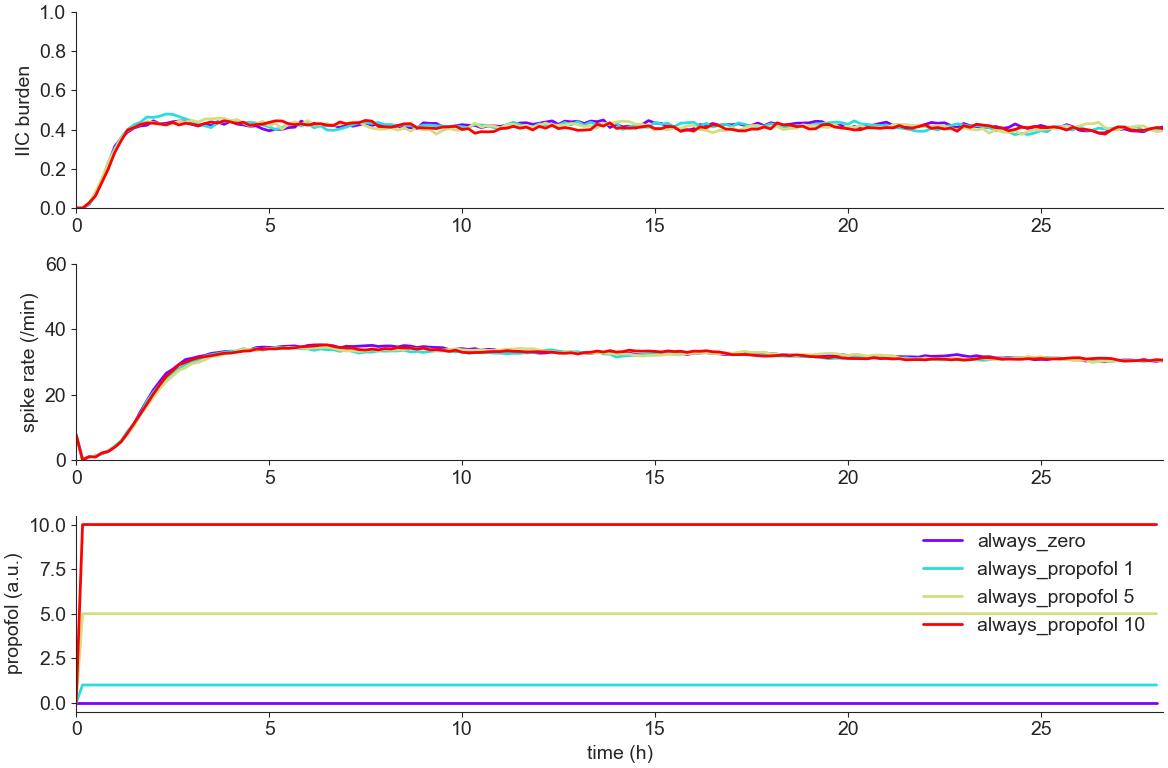 1.0
0.8
0.6
0.4
0.2
0.0
IIC burden
0 5 10 15 20 25
60
40
20
0
spike rate (/min)
0 5 10 15 20 25
10.0
7.5
5.0
2.5
0.0
propofol (a.u.)
always_zero
always_propofol 1
always_propofol 5
always_propofol 10
0 5 10 15 20 25
time (h)